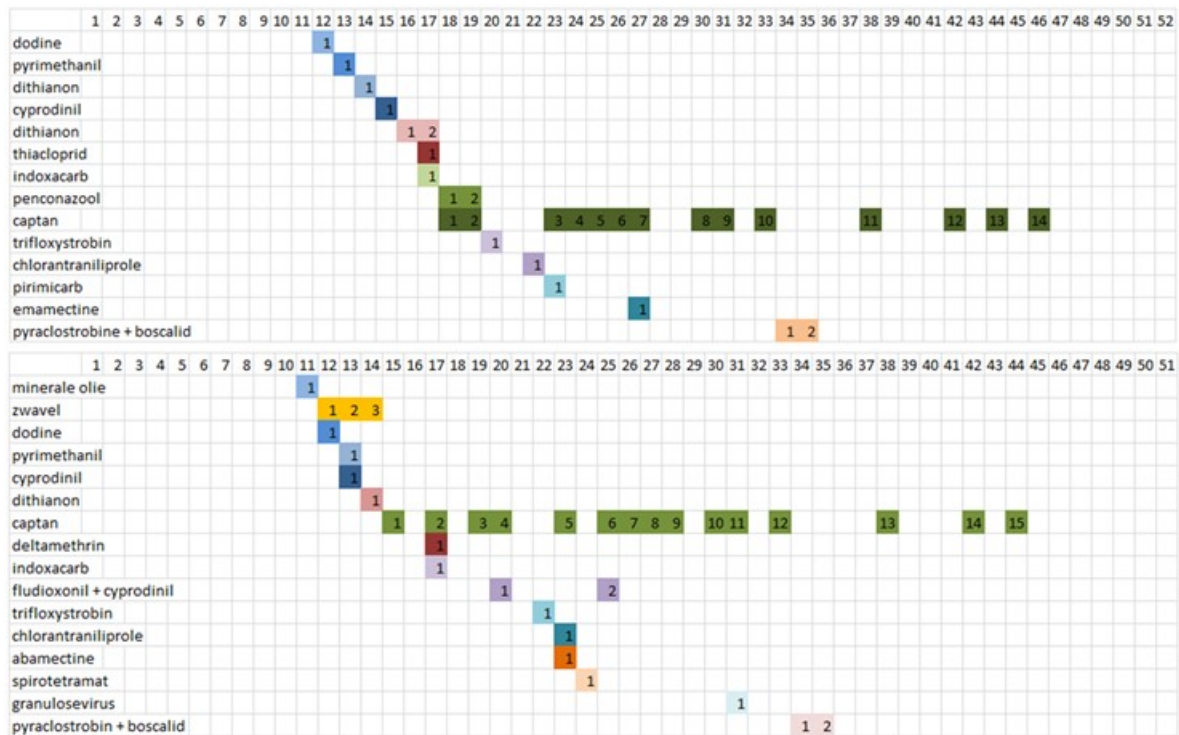 1 2 3 4 5 6 7 8 9 10 11 12 13 14 15 16 17 18 19 20 21 22 23 24 25 26 27 28 29 30 31 32 33 34 35 36 37 38 39 40 41 42 43 44 45 46 47 48 49 50 51 52
dodine 1
pyrimethanil 1
dithianon 1
cyprodinil 1
dithianon 1 2
thiacloprid 1
indoxacarb 1
penconazool 1 2
captan 1 2 3 4 5 6 7 8 9 10 11 12 13 14
trifloxystrobin 1
chlorantraniliprole 1
pirimicarb 1
emamectine 1
pyraclostrobine + boscalid 1 2
1 2 3 4 5 6 7 8 9 10 11 12 13 14 15 16 17 18 19 20 21 22 23 24 25 26 27 28 29 30 31 32 33 34 35 36 37 38 39 40 41 42 43 44 45 46 47 48 49 50 51
minerale olie 1
zwavel 1 2 3
dodine 1
pyrimethanil 1
cyprodinil 1
dithianon 1
captan 1 2 3 4 5 6 7 8 9 10 11 12 13 14 15
deltamethrin 1
indoxacarb 1
fludioxonil + cyprodinil 1 2
trifloxystrobin 1
chlorantraniliprole 1
abamectine 1
spirotetramat 1
granulosevirus 1
pyraclostrobin + boscalid 1 2